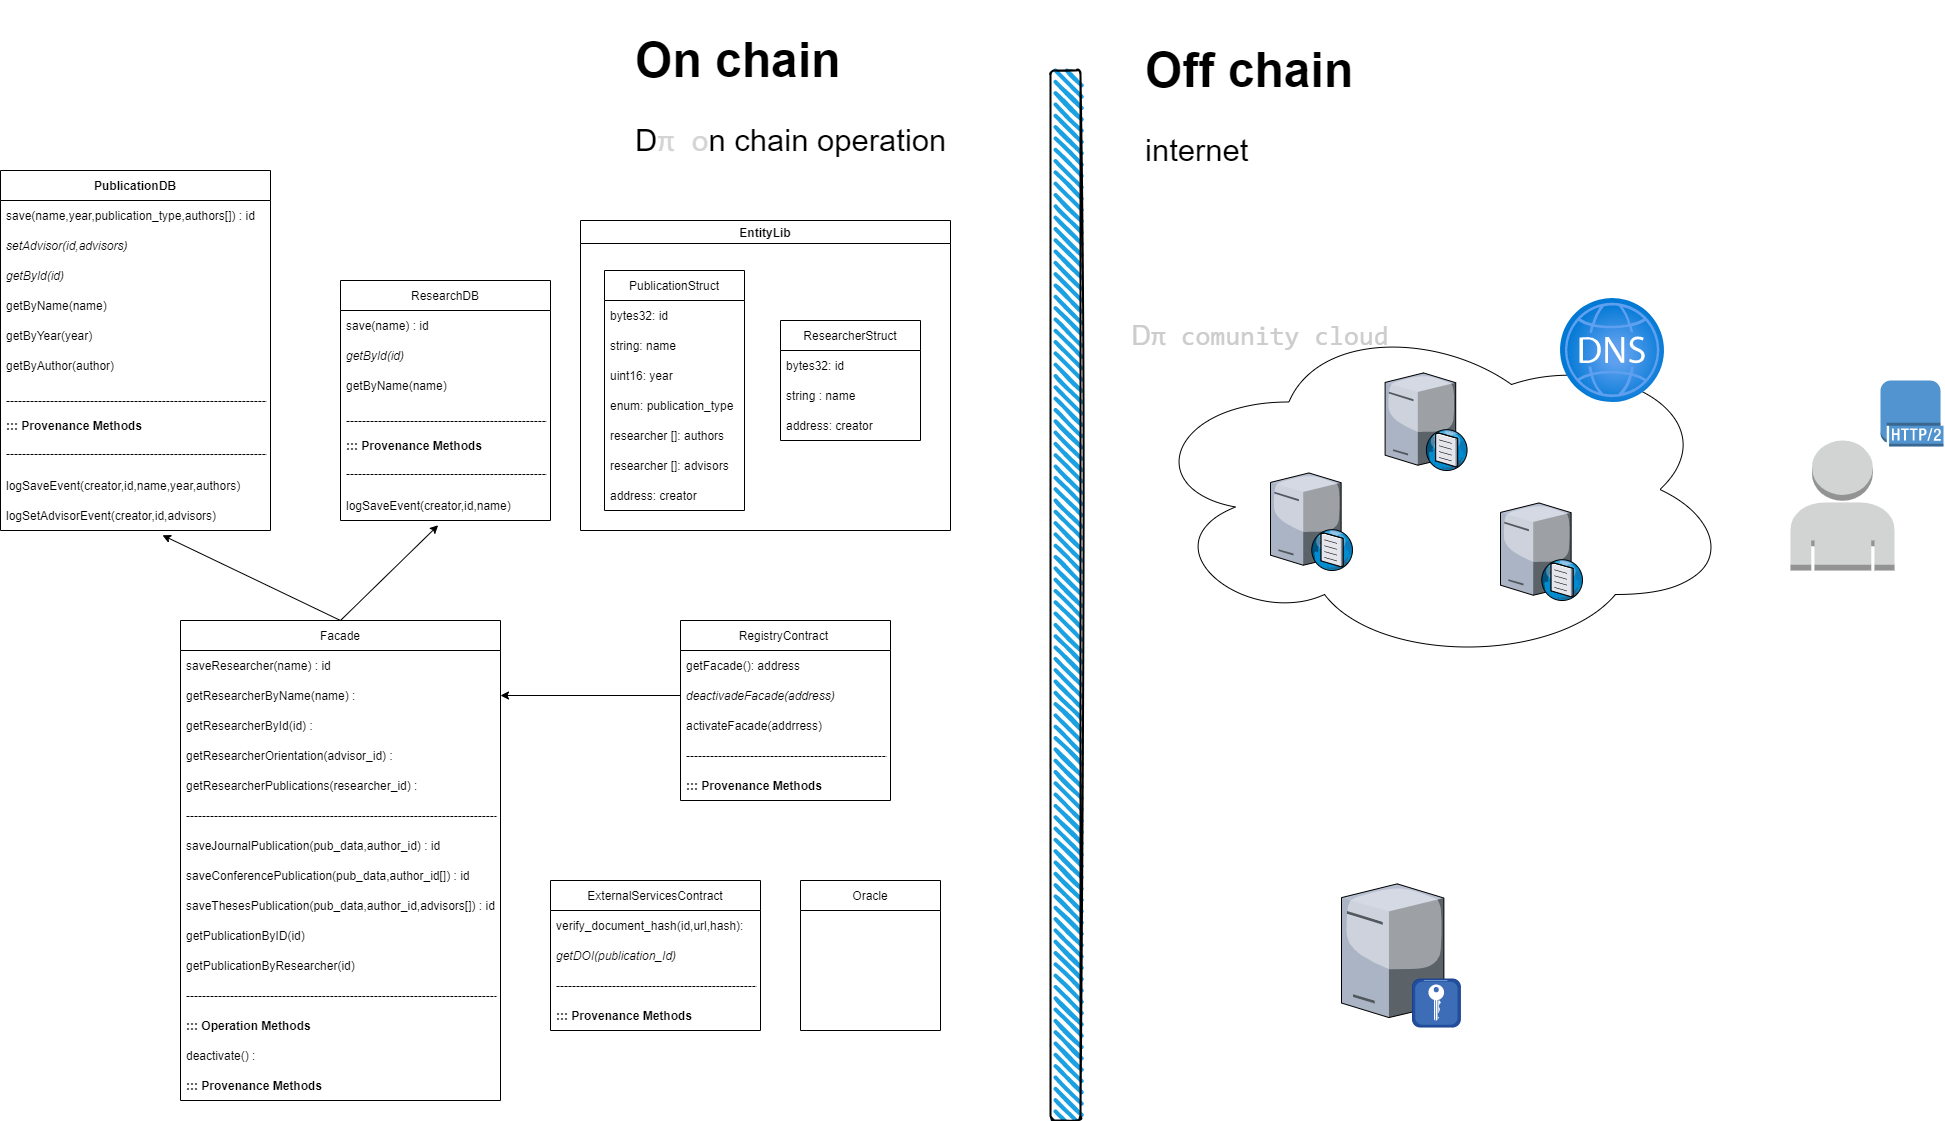 On chain
Dπ on chain operation
Off chain
internet
PublicationDB
save(name,year,publication_type,authors[]) : id
setAdvisor(id,advisors)
getById(id)
getByName(name)
getByYear(year)
getByAuthor(author)
::: Provenance Methods
logSaveEvent(creator,id,name,year,authors)
logSetAdvisorEvent(creator,id,advisors)
ResearchDB
save(name) : id
getById(id)
getByName(name)
::: Provenance Methods
logSaveEvent(creator,id,name)
EntityLib
PublicationStruct
bytes32: id
string: name
uint16: year
enum: publication_type
researcher []: authors
researcher []: advisors
address: creator
ResearcherStruct
bytes32: id
string : name
address: creator
Facade
saveResearcher(name) : id
getResearcherByName(name) :
getResearcherById(id) :
getResearcherOrientation(advisor_id) :
getResearcherPublications(researcher_id) :
saveJournalPublication(pub_data,author_id) : id
saveConferencePublication(pub_data,author_id[]) : id
saveThesesPublication(pub_data,author_id,advisors[]) : id
getPublicationByID(id)
getPublicationByResearcher(id)
::: Operation Methods
deactivate() :
::: Provenance Methods
RegistryContract
getFacade(): address
deactivadeFacade(address)
activateFacade(addrress)
::: Provenance Methods
ExternalServicesContract
verify_document_hash(id,url,hash):
getDOI(publication_Id)
::: Provenance Methods
Oracle
Dπ comunity cloud
DNS
HTTP/2